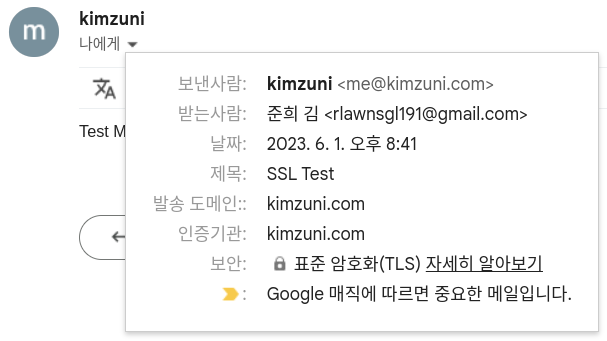 m
kimzuni
나에게
보낸사람: kimzuni <me@kimzuni.com>
받는사람: 준희 김 <rlawnsgl191@gmail.com>
날짜: 2023. 6. 1. 오후 8:41
제목: SSL Test
발송 도메인:: kimzuni.com
인증기관: kimzuni.com
보안: 표준 암호화(TLS) 자세히 알아보기
: Google 매직에 따르면 중요한 메일입니다.
Test M